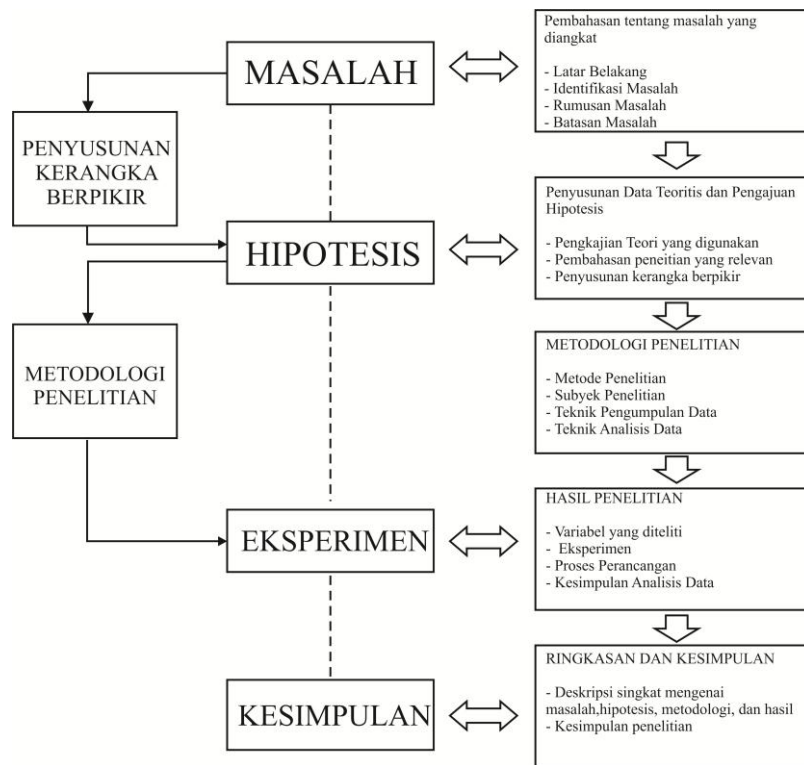 MASALAH
Pembahasan tentang masalah yang
diangkat
- Latar Belakang
- Identifikasi Masalah
- Rumusan Masalah
- Batasan Masalah
PENYUSUNAN
KERANGKA
BERPIKIR
HIPOTESIS
Penyusunan Data Teoritis dan Pengajuan
Hipotesis
- Pengkajian Teori yang digunakan
- Pembahasan peneitian yang relevan
- Penyusunan kerangka berpikir
METODOLOGI
PENELITIAN
METODOLOGI PENELITIAN
- Metode Penelitian
- Subyek Penelitian
- Teknik Pengumpulan Data
- Teknik Analisis Data
EKSPERIMEN
HASIL PENELITIAN
- Variabel yang diteliti
- Eksperimen
- Proses Perancangan
- Kesimpulan Analisis Data
KESIMPULAN
RINGKASAN DAN KESIMPULAN
- Deskripsi singkat mengenai
masalah,hipotesis, metodologi, dan hasil
- Kesimpulan penelitian